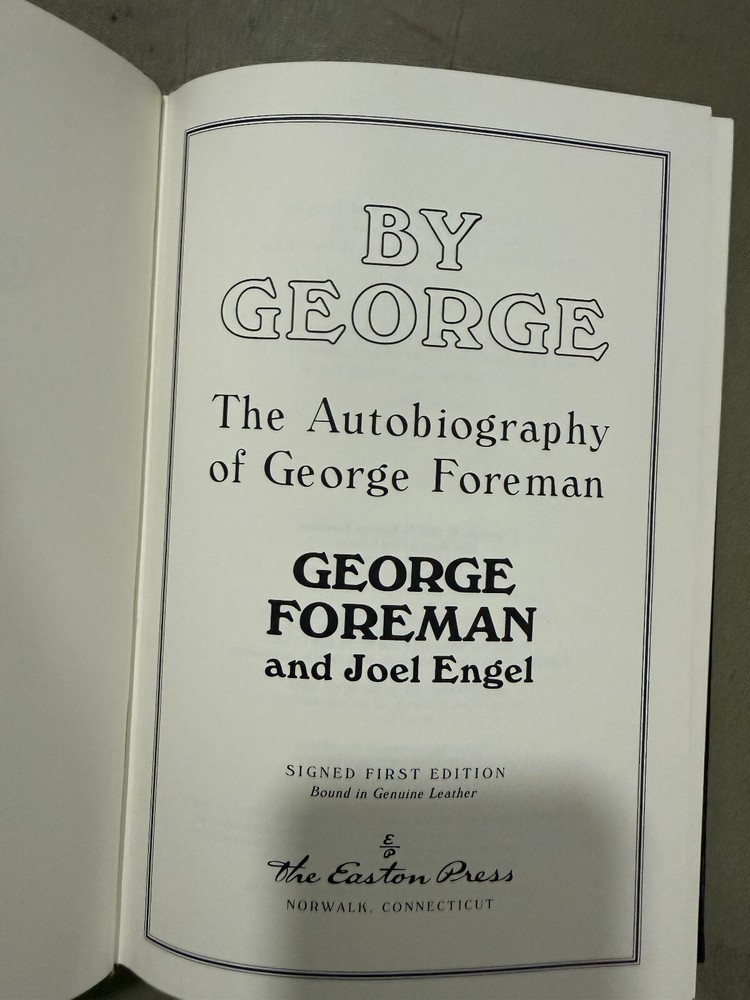 BY
GEORGE
The Autobiography
of George Foreman
GEORGE
FOREMAN
and Joel Engel
SIGNED FIRST EDITION
Bound in Genuine Leather
E
P
The Easton Press
NORWALK, CONNECTICUT